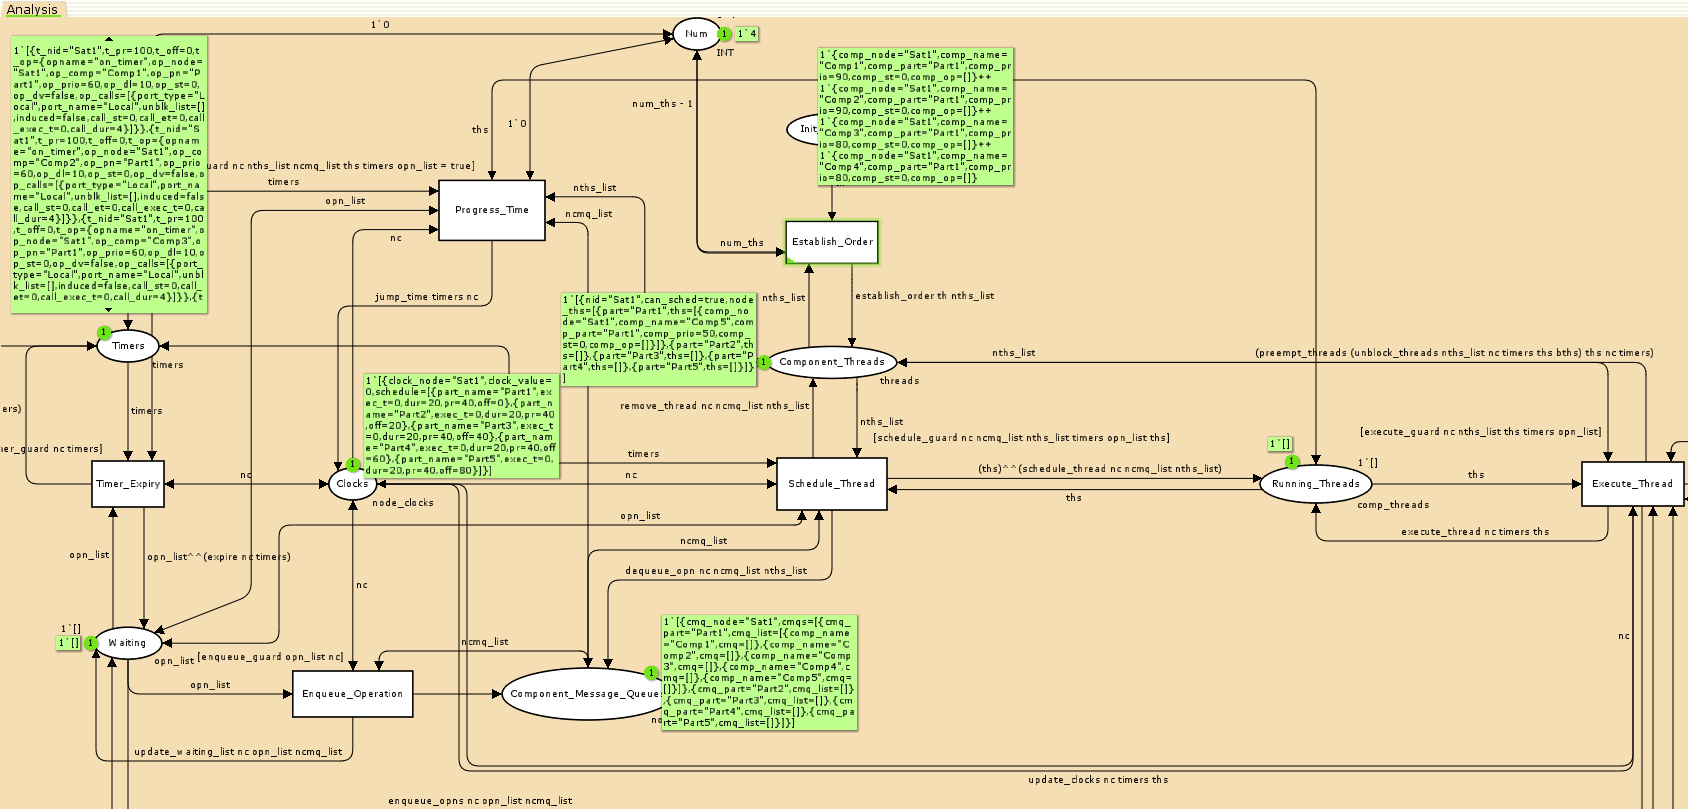 Analysis
1`0
Num
1
1`4
INT
1`[{t_nid="Sat1",t_pr=100,t_off=0,t
_op={opname="on_timer",op_node=
"Sat1",op_comp="Comp1",op_pn="P
art1",op_prio=60,op_dl=10,op_st=0,
op_dv=false,op_calls=[{port_type="L
ocal",port_name="Local",unblk_list=[]
,induced=false,call_st=0,call_et=0,call
_exec_t=0,call_dur=4}]}},{t_nid="S
at1",t_pr=100,t_off=0,t_op={opnam
e="on_timer",op_node="Sat1",op_co
mp="Comp2",op_pn="Part1",op_prio
=60,op_dl=10,op_st=0,op_dv=false,o
p_calls=[{port_type="Local",port_na
me="Local",unblk_list=[],induced=fals
e,call_st=0,call_et=0,call_exec_t=0,ca
ll_dur=4}]}},{t_nid="Sat1",t_pr=100
,t_off=0,t_op={opname="on_timer",o
p_node="Sat1",op_comp="Comp3",o
p_pn="Part1",op_prio=60,op_dl=10,o
p_st=0,op_dv=false,op_calls=[{port_
type="Local",port_name="Local",unbl
k_list=[],induced=false,call_st=0,call_
et=0,call_exec_t=0,call_dur=4}]}},{t
1`{comp_node="Sat1",comp_name=
"Comp1",comp_part="Part1",comp_pr
io=90,comp_st=0,comp_op=[]}++
1`{comp_node="Sat1",comp_name=
"Comp2",comp_part="Part1",comp_pr
io=90,comp_st=0,comp_op=[]}++
1`{comp_node="Sat1",comp_name=
"Comp3",comp_part="Part1",comp_pr
io=80,comp_st=0,comp_op=[]}++
1`{comp_node="Sat1",comp_name=
"Comp4",comp_part="Part1",comp_pr
io=80,comp_st=0,comp_op=[]}
Init
num_ths - 1
ths
1`0
uard nc nths_list ncmq_list ths timers opn_list = true]
timers
opn_list
nc
Progress_Time
nths_list
ncmq_list
num_ths
Establish_Order
jump_time timers nc
nths_list
establish_order th nths_list
1`[{nid="Sat1",can_sched=true,node
_ths=[{part="Part1",ths=[{comp_no
de="Sat1",comp_name="Comp5",com
p_part="Part1",comp_prio=50,comp_
st=0,comp_op=[]}]},{part="Part2",th
s=[]},{part="Part3",ths=[]},{part="P
art4",ths=[]},{part="Part5",ths=[]}]}
]
1
Timers
timers
1
Component_Threads
threads
nths_list
(preempt_threads (unblock_threads nths_list nc timers ths bths) ths nc timers)
1`[{clock_node="Sat1",clock_value=
0,schedule=[{part_name="Part1",ex
ec_t=0,dur=20,pr=40,off=0},{part_n
ame="Part2",exec_t=0,dur=20,pr=40
,off=20},{part_name="Part3",exec_t
=0,dur=20,pr=40,off=40},{part_nam
e="Part4",exec_t=0,dur=20,pr=40,off
=60},{part_name="Part5",exec_t=0,
dur=20,pr=40,off=80}]}]
ers)
timers
remove_thread nc ncmq_list nths_list
nths_list
[schedule_guard nc ncmq_list nths_list timers opn_list ths]
[execute_guard nc nths_list ths timers opn_list]
ner_guard nc timers]
1`[]
1
1`[]
timers
Timer_Expiry
nc
1
Clocks
node_clocks
nc
Schedule_Thread
(ths)^^(schedule_thread nc ncmq_list nths_list)
ths
Running_Threads
comp_threads
ths
Execute_Thread
opn_list
ncmq_list
execute_thread nc timers ths
opn_list
opn_list^^(expire nc timers)
nc
dequeue_opn nc ncmq_list nths_list
1`[]
1`[]
1
Waiting
opn_list
[enqueue_guard opn_list nc]
ncmq_list
opn_list
Enqueue_Operation
1
Component_Message_Queue
no
1`[{cmq_node="Sat1",cmqs=[{cmq_
part="Part1",cmq_list=[{comp_name
="Comp1",cmq=[]},{comp_name="C
omp2",cmq=[]},{comp_name="Comp
3",cmq=[]},{comp_name="Comp4",c
mq=[]},{comp_name="Comp5",cmq=
[]}]},{cmq_part="Part2",cmq_list=[]}
,{cmq_part="Part3",cmq_list=[]},{cm
q_part="Part4",cmq_list=[]},{cmq_pa
rt="Part5",cmq_list=[]}]}]
nc
update_waiting_list nc opn_list ncmq_list
update_clocks nc timers ths
enqueue_opns nc opn_list ncmq_list